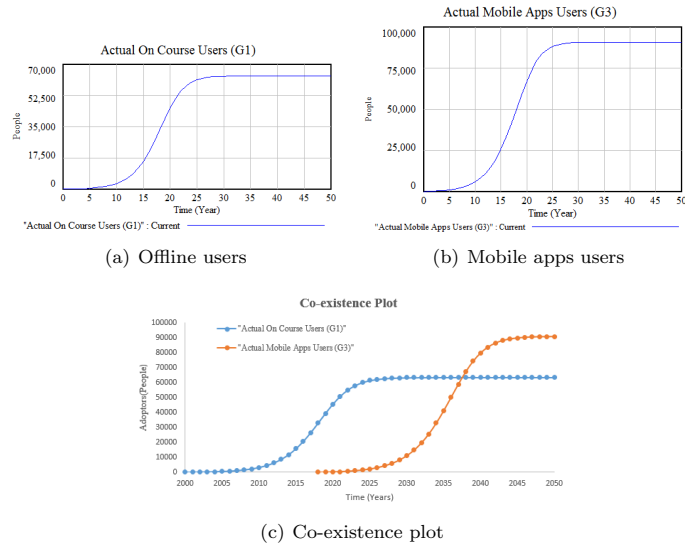 Actual On Course Users (G1)
70,000
52,500
35,000
17,500
0
People
0 5 10 15 20 25 30 35 40 45 50
Time (Year)
"Actual On Course Users (G1)" : Current
(a) Offline users
Actual Mobile Apps Users (G3)
100,000
75,000
50,000
25,000
0
People
0 5 10 15 20 25 30 35 40 45 50
Time (Year)
"Actual Mobile Apps Users (G3)" : Current
(b) Mobile apps users
Co-existence Plot
"Actual On Course Users (G1)"
"Actual Mobile Apps Users (G3)"
100000
90000
80000
70000
60000
50000
40000
30000
20000
10000
0
Adoptors(People)
2000 2005 2010 2015 2020 2025 2030 2035 2040 2045 2050
Time (Years)
(c) Co-existence plot